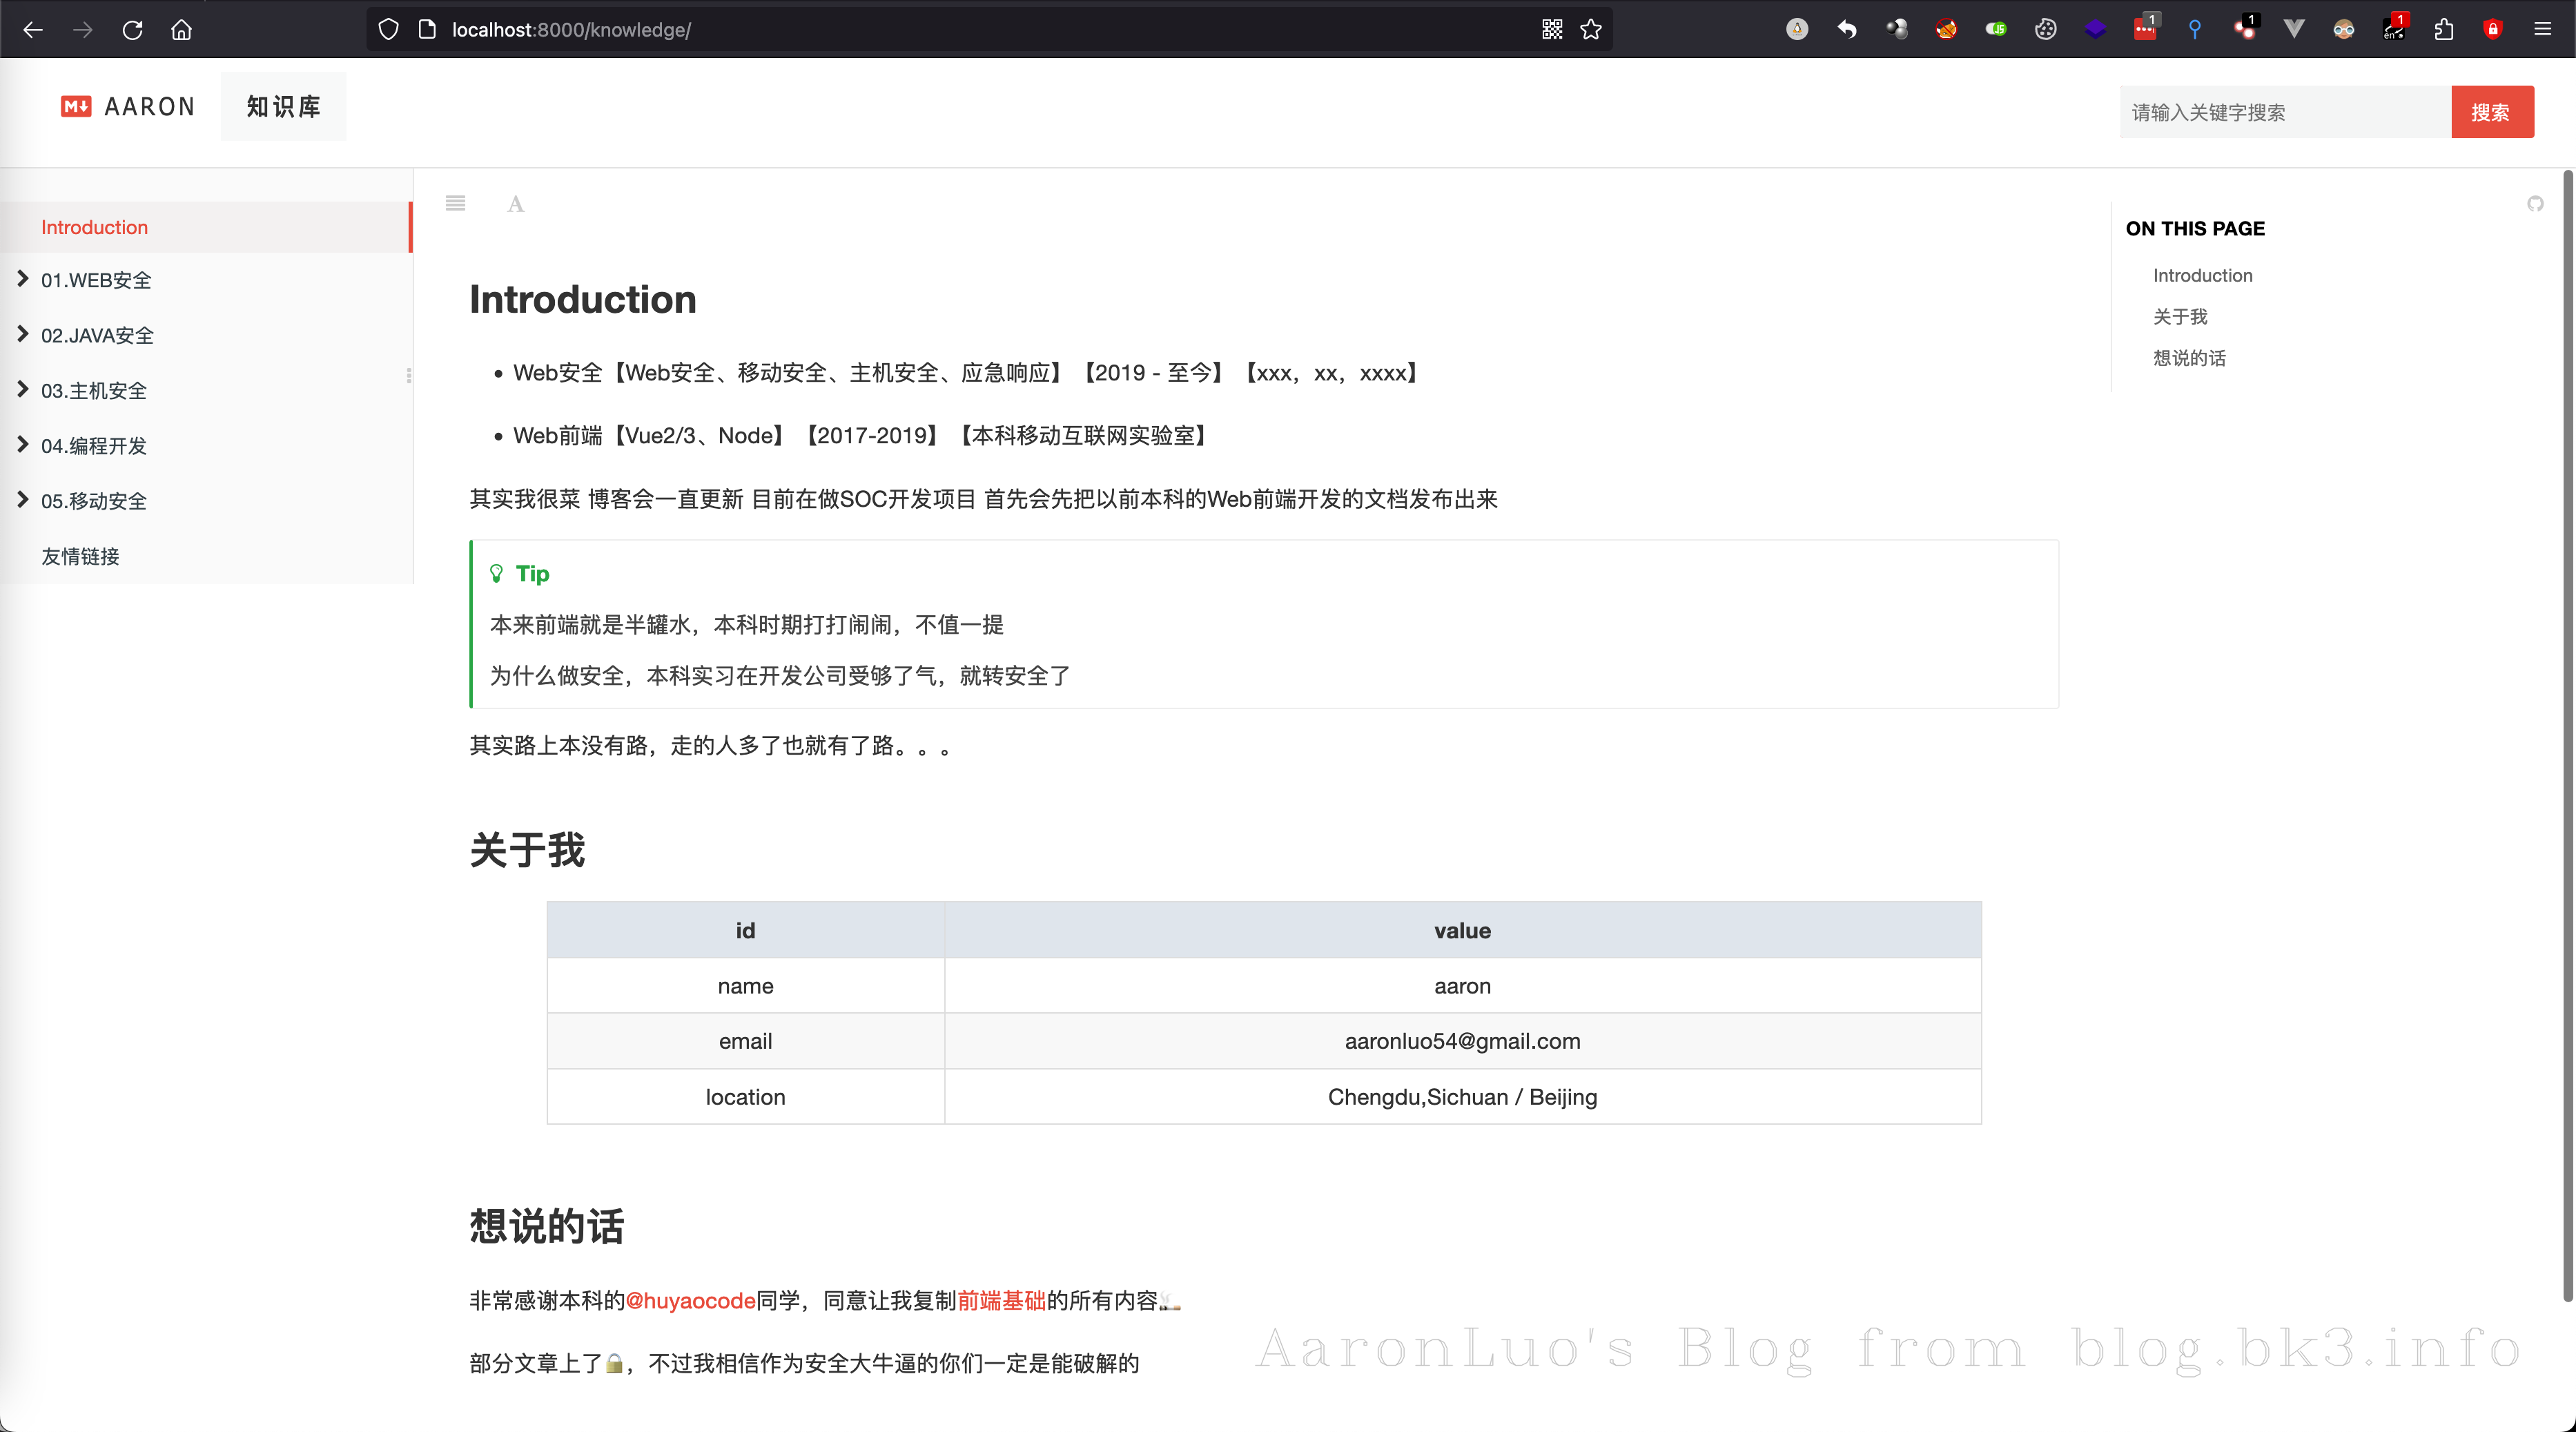 localhost:8000/knowledge/
1
1
1
en
JS
M↓ AARON
知识库
请输入关键字搜索
搜索
Introduction
01.WEB安全
02.JAVA安全
03.主机安全
04.编程开发
05.移动安全
友情链接
A
Introduction
• Web安全【Web安全、移动安全、主机安全、应急响应】【2019 - 至今】【xxx，xx，xxxx】
• Web前端【Vue2/3、Node】【2017-2019】【本科移动互联网实验室】
其实我很菜 博客会一直更新 目前在做SOC开发项目 首先会先把以前本科的Web前端开发的文档发布出来
Tip
本来前端就是半罐水，本科时期打打闹闹，不值一提
为什么做安全，本科实习在开发公司受够了气，就转安全了
其实路上本没有路，走的人多了也就有了路。。。
关于我
id value
name aaron
email aaronluo54@gmail.com
location Chengdu,Sichuan / Beijing
想说的话
非常感谢本科的@huyaocode同学，同意让我复制前端基础的所有内容🚬
部分文章上了🔒，不过我相信作为安全大牛逼的你们一定是能破解的
ON THIS PAGE
Introduction
关于我
想说的话
AaronLuo's Blog from blog.bk3.info